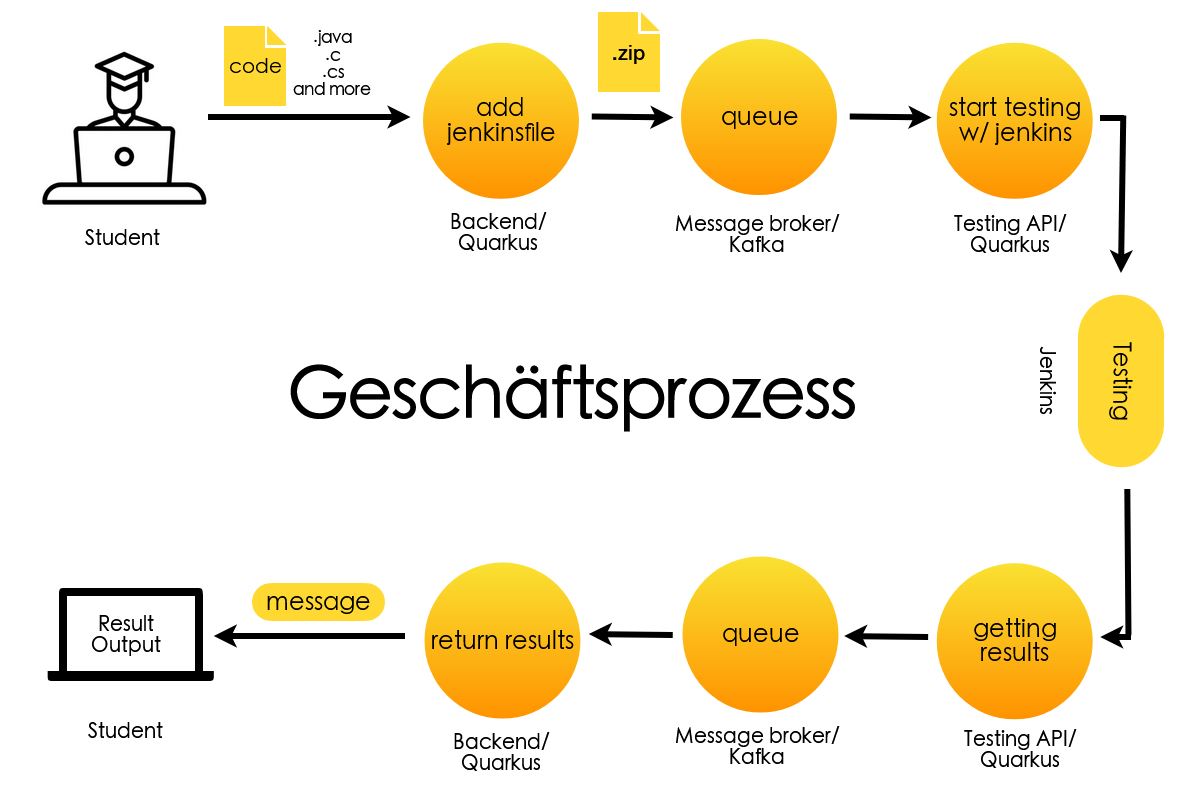 code
.java
.c
.cs
and more
.zip
add
jenkinsfile
queue
start testing
w/ jenkins
Student
Backend/
Quarkus
Message broker/
Kafka
Testing API/
Quarkus
Geschäftsprozess
Jenkins
Testing
Result
Output
message
return results
queue
getting
results
Student
Backend/
Quarkus
Message broker/
Kafka
Testing API/
Quarkus